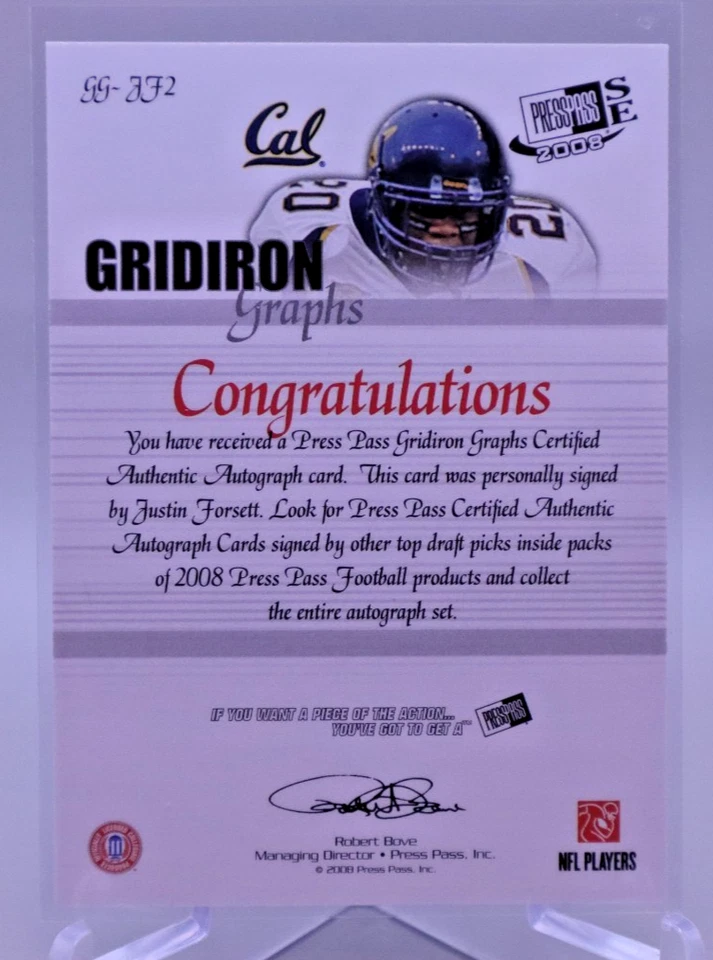 GG-JF2
Cal
PRESS PASS SE
2008
20
20
GRIDIRON
Graphs
Congratulations
You have received a Press Pass Gridiron Graphs Certified
Authentic Autograph card. This card was personally signed
by Justin Forsett. Look for Press Pass Certified Authentic
Autograph Cards signed by other top draft picks inside packs
of 2008 Press Pass Football products and collect
the entire autograph set.
IF YOU WANT A PIECE OF THE ACTION...
YOU'VE GOT TO GET A™
PRESS PASS
Robert Bove
Managing Director • Press Pass, Inc.
© 2008 Press Pass, Inc.
NFL PLAYERS